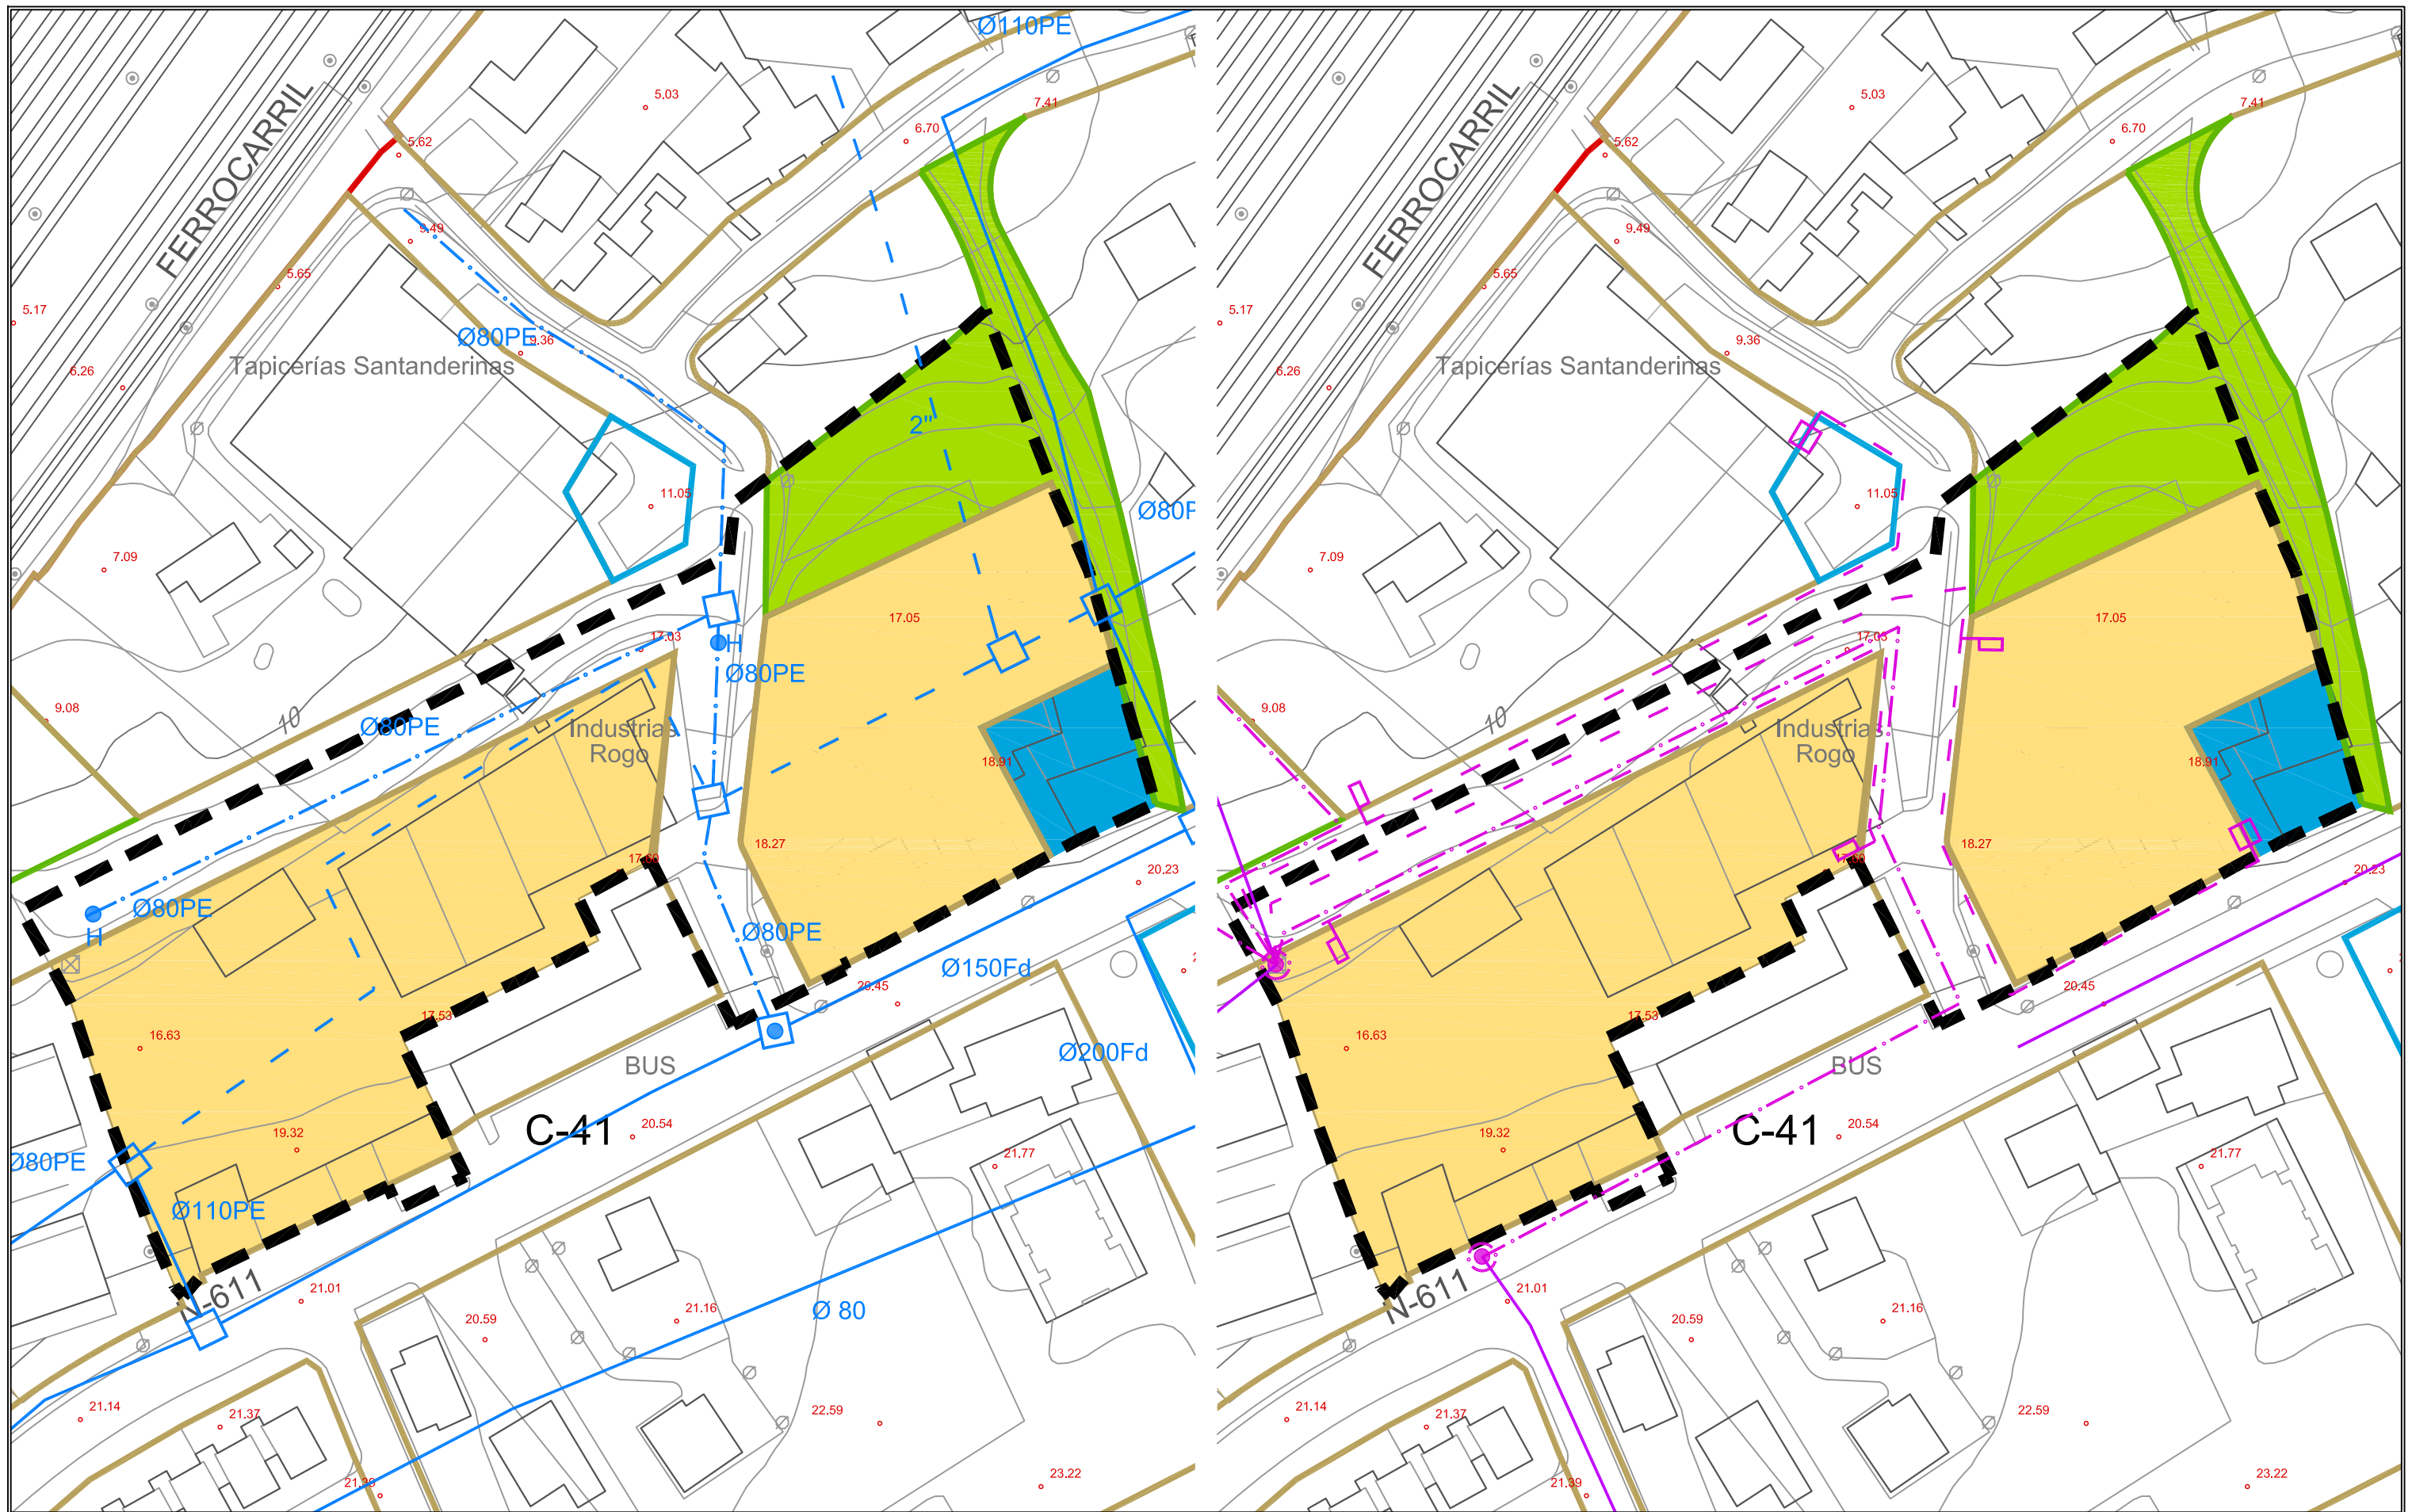 Ø110PE
5.03
7.41
6.70
5.62
FERROCARRIL
9.49
5.65
5.17
Ø80PE
9.36
Tapicerías Santanderinas
6.26
2"
11.05
Ø80P
7.09
17.05
17.03
H
Ø80PE
9.08
10
Ø80PE
Industrias
Rogo
18.91
18.27
17.60
20.23
Ø80PE
H
Ø80PE
Ø150Fd
20.45
17.53
16.63
Ø200Fd
BUS
C-41
20.54
19.32
21.77
Ø80PE
Ø110PE
N-611
21.01
21.16
20.59
Ø 80
21.14
21.37
22.59
23.22
21.39
5.03
7.41
6.70
5.62
FERROCARRIL
9.49
5.65
5.17
9.36
Tapicerías Santanderinas
6.26
11.05
7.09
17.05
17.03
9.08
10
Industrias
Rogo
18.91
18.27
20.23
20.45
17.53
16.63
BUS
C-41
20.54
19.32
21.77
N-611
21.01
21.16
20.59
21.14
21.37
22.59
23.22
21.39